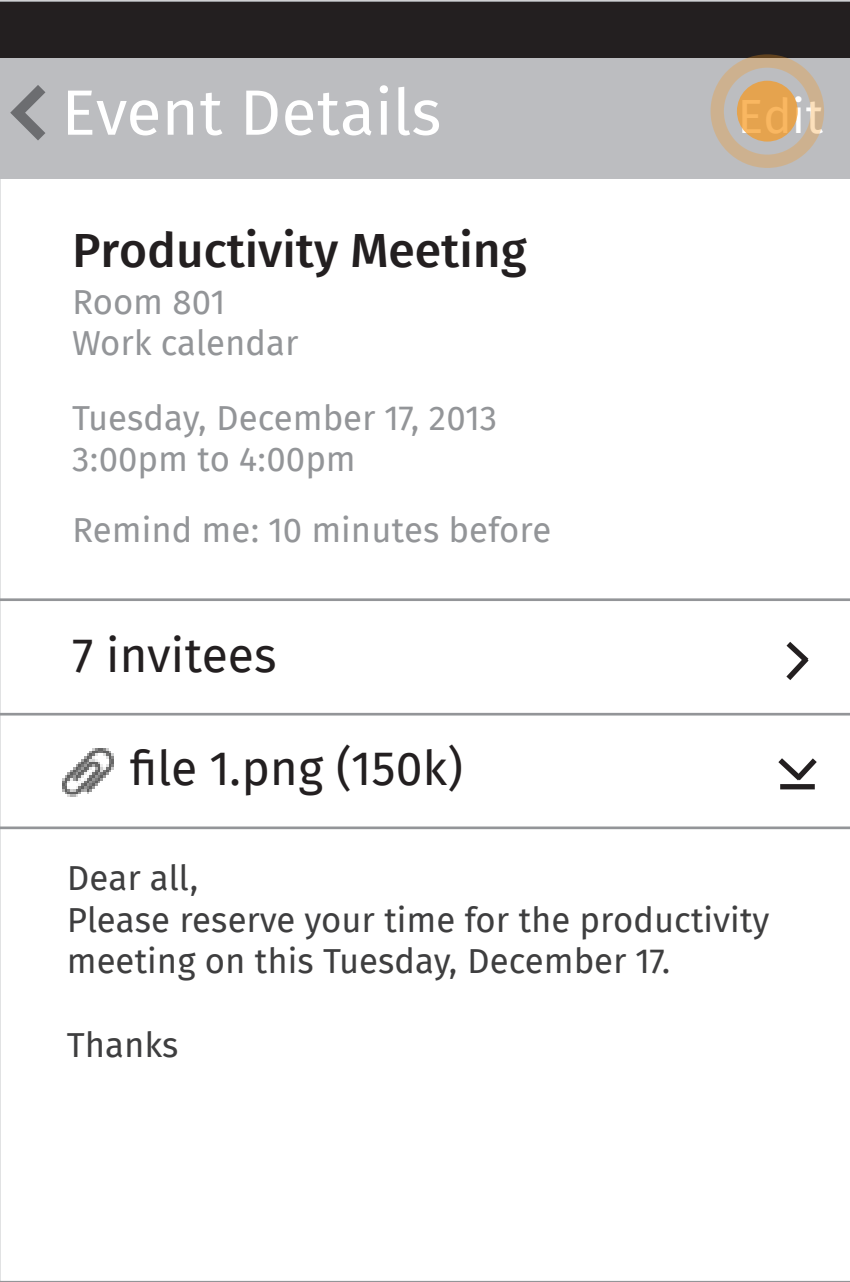 Event Details
Edit
Productivity Meeting
Room 801
Work calendar
Tuesday, December 17, 2013
3:00pm to 4:00pm
Remind me: 10 minutes before
7 invitees
file 1.png (150k)
Dear all,
Please reserve your time for the productivity
meeting on this Tuesday, December 17.
Thanks